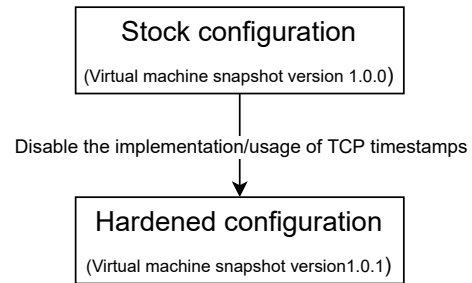 Stock configuration
(Virtual machine snapshot version 1.0.0)
Disable the implementation/usage of TCP timestamps
Hardened configuration
(Virtual machine snapshot version1.0.1)